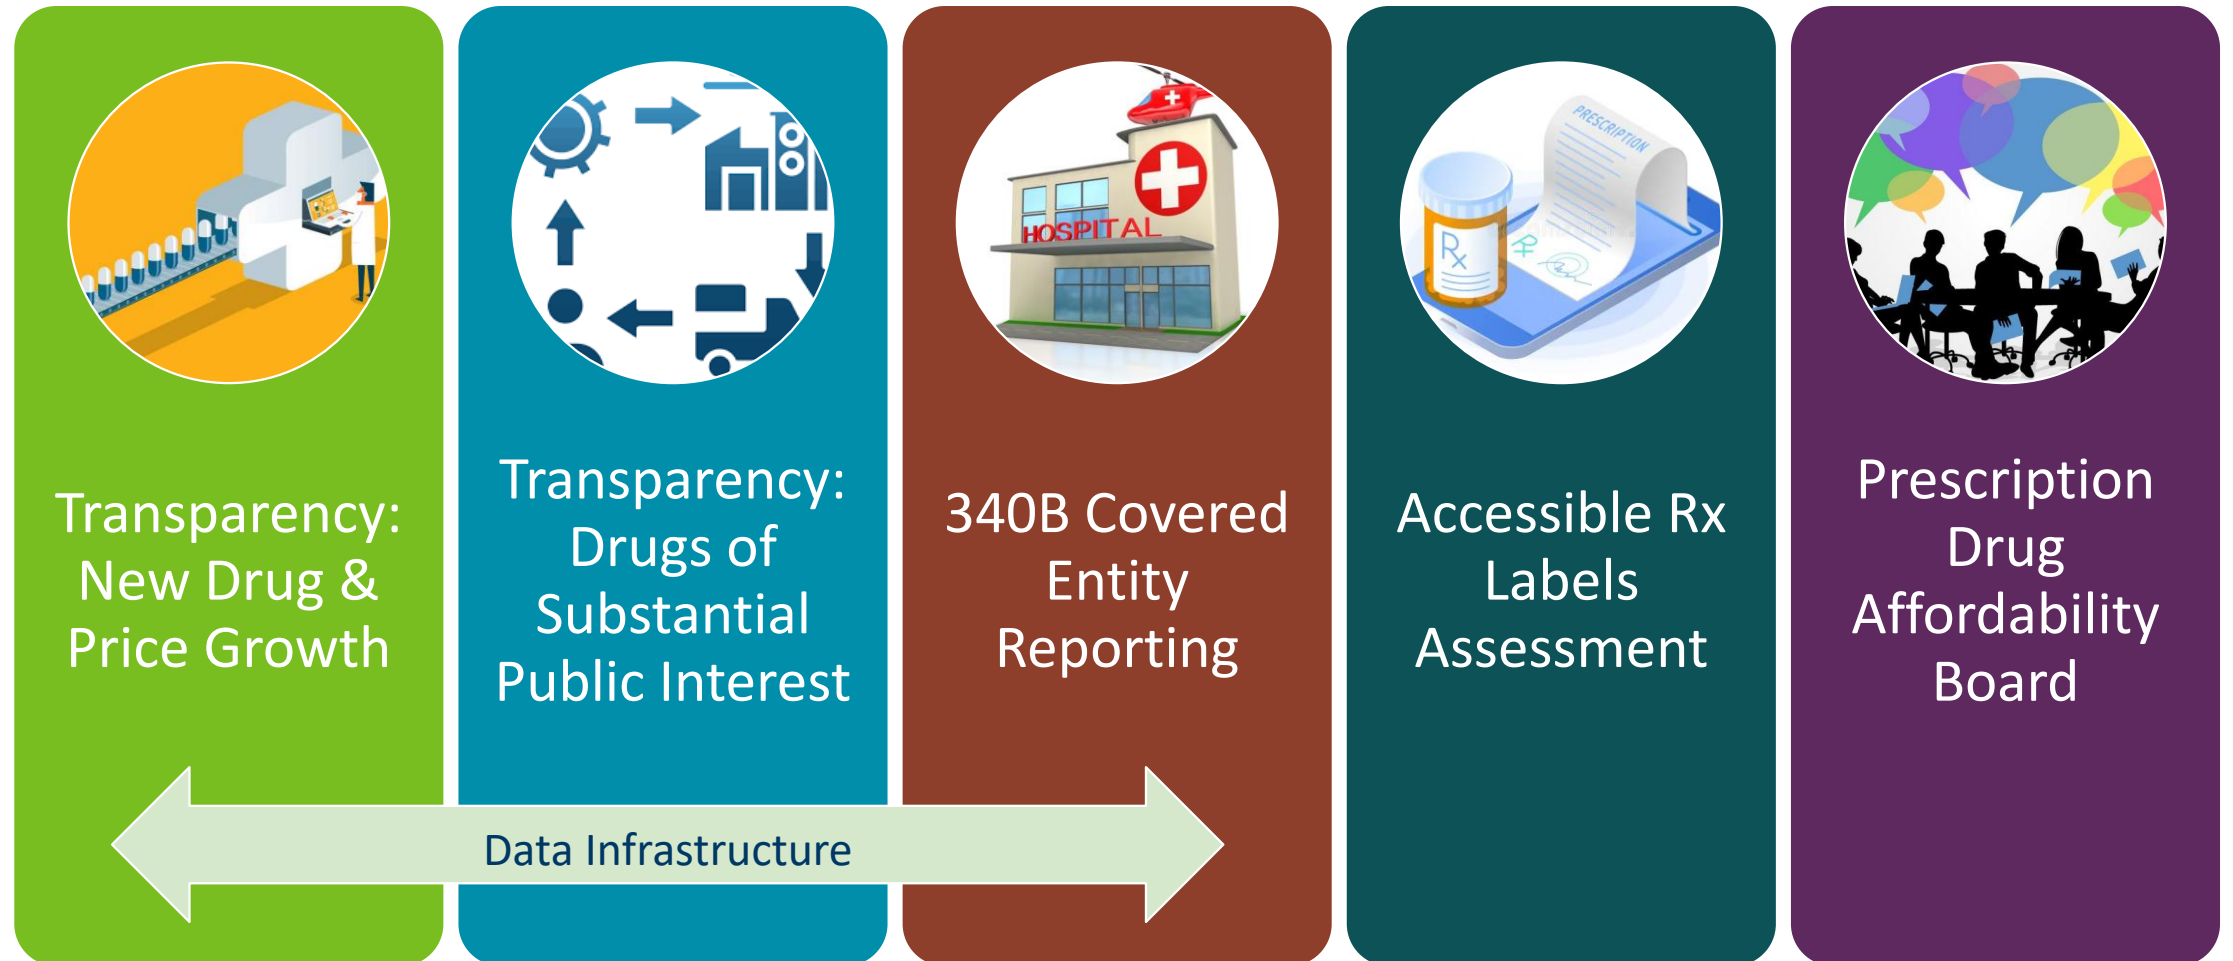 Transparency:
New Drug &
Price Growth
Transparency:
Drugs of
Substantial
Public Interest
HOSPITAL
340B Covered
Entity
Reporting
PRESCRIPTION
Rx
Rx
Accessible Rx
Labels
Assessment
Prescription
Drug
Affordability
Board
Data Infrastructure